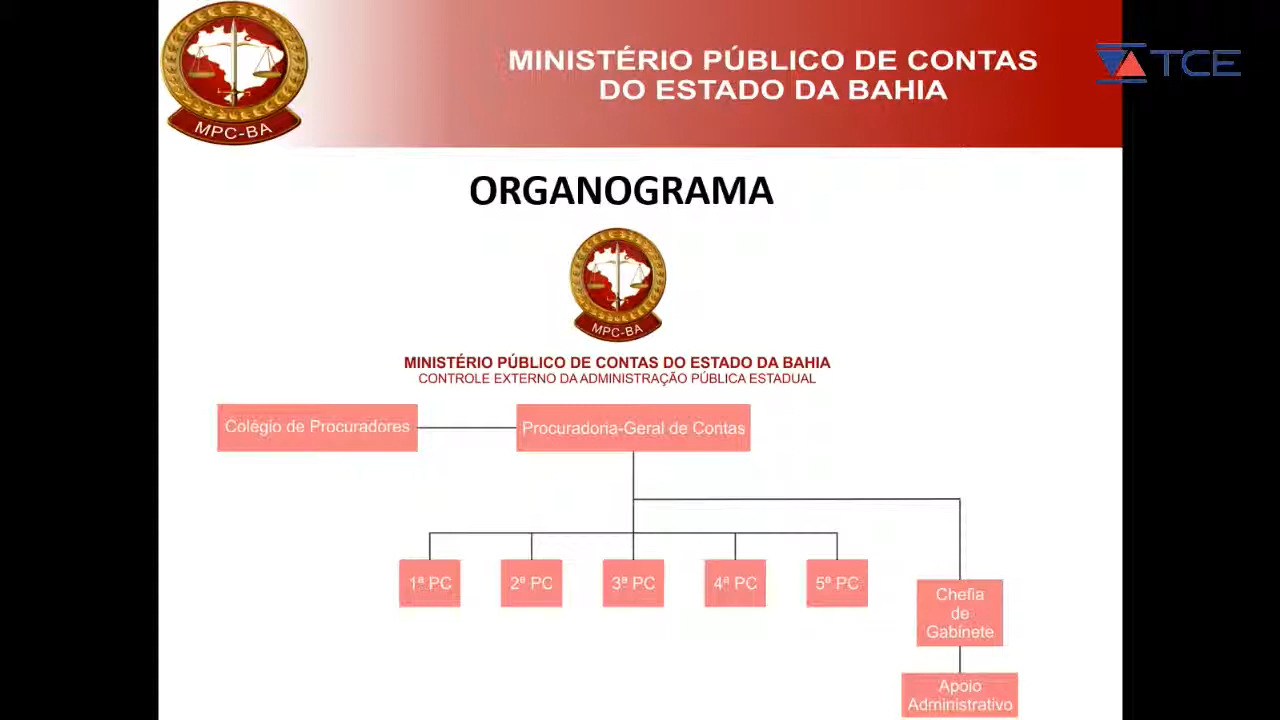 MINISTÉRIO PÚBLICO DE CONTAS
DO ESTADO DA BAHIA
TCE
MPC-BA
ORGANOGRAMA
MPC-BA
MINISTÉRIO PÚBLICO DE CONTAS DO ESTADO DA BAHIA
CONTROLE EXTERNO DA ADMINISTRAÇÃO PÚBLICA ESTADUAL
Colégio de Procuradores
Procuradoria-Geral de Contas
1ª PC
2ª PC
3ª PC
4ª PC
5ª PC
Chefia
de
Gabinete
Apoio
Administrativo